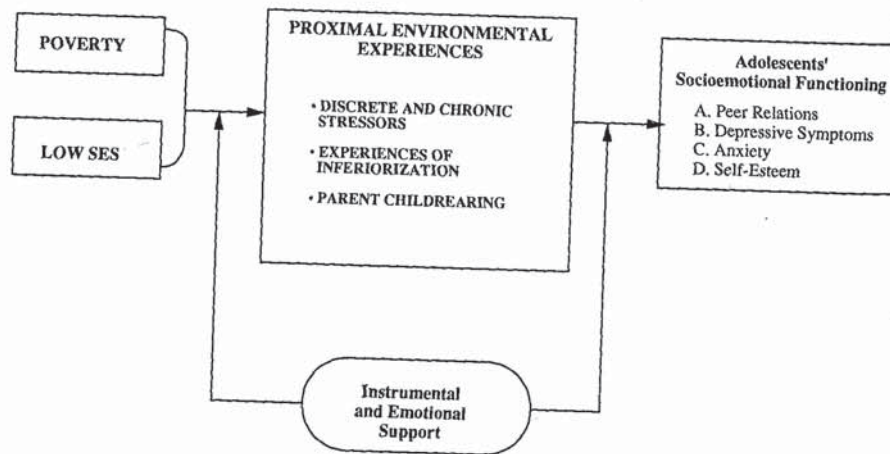 POVERTY
LOW SES
PROXIMAL ENVIRONMENTAL
EXPERIENCES
• DISCRETE AND CHRONIC
STRESSORS
• EXPERIENCES OF
INFERIORIZATION
• PARENT CHILDREARING
Adolescents'
Socioemotional Functioning
A. Peer Relations
B. Depressive Symptoms
C. Anxiety
D. Self-Esteem
Instrumental
and Emotional
Support